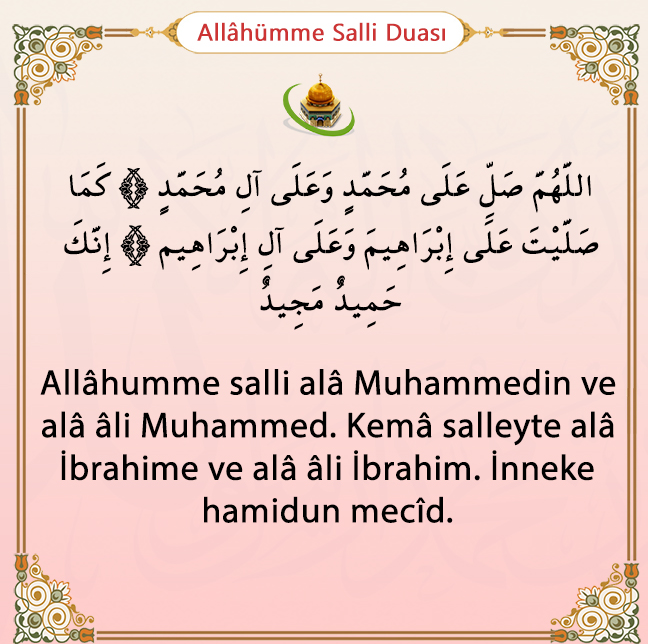 Allâhümme Salli Duası
اللّهُمّ صَلِّ عَلَى مُحَمّدٍ وَعَلَى آلِ مُحَمّدٍ ﴿﴾ كَمَا
صَلّيْتَ عَلَى إِبْرَاهِيمَ وَعَلَى آلِ إِبْرَاهِيم ﴿﴾ إِنّكَ
حَمِيدٌ مَجِيدٌ
Allâhumme salli alâ Muhammedin ve
alâ âli Muhammed. Kemâ salleyte alâ
İbrahime ve alâ âli İbrahim. İnneke
hamidun mecîd.